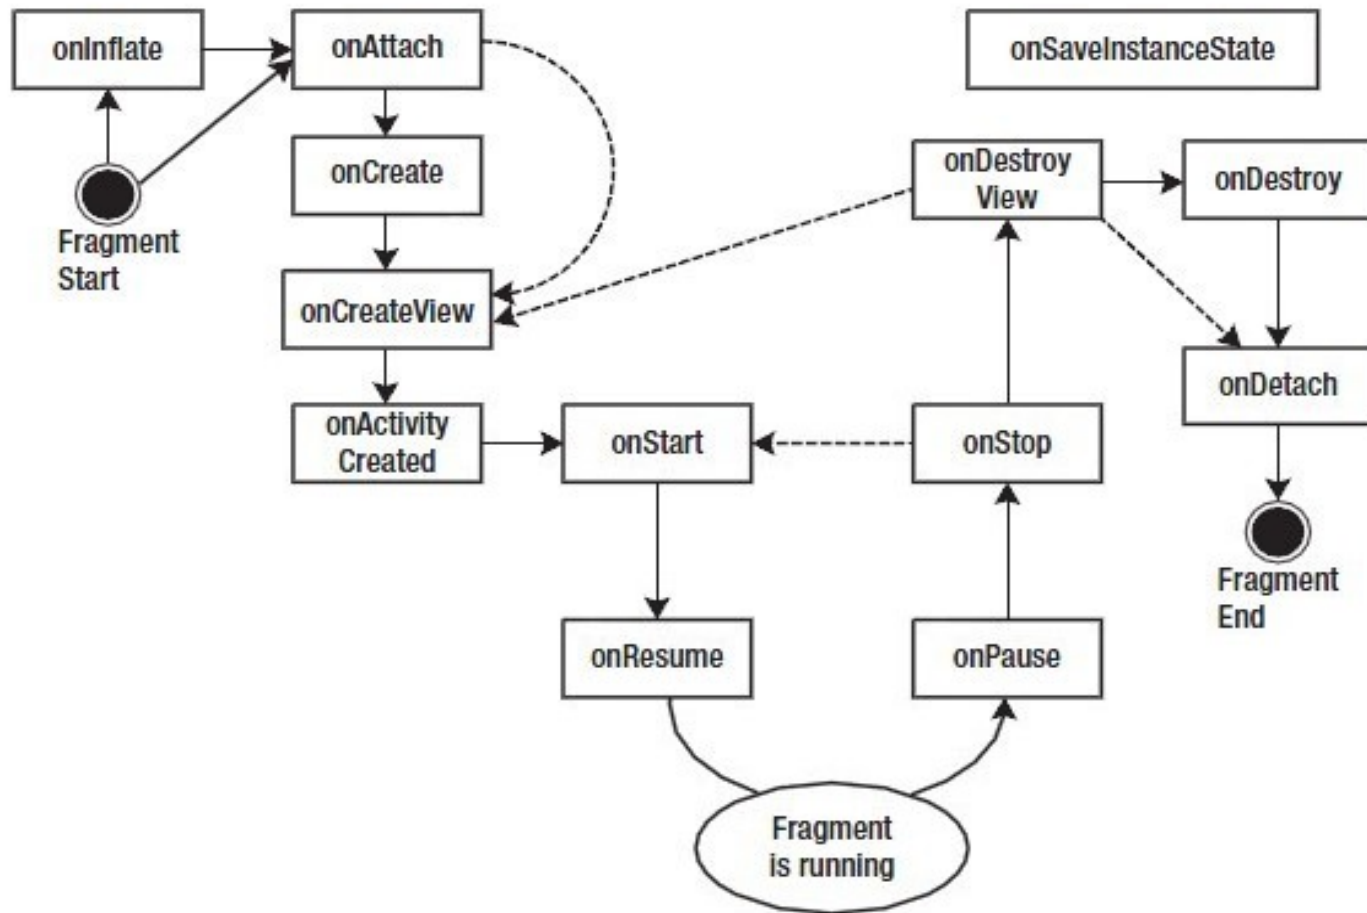 onInflate
onAttach
onSaveInstanceState
onCreate
onDestroy
View
onDestroy
Fragment
Start
onCreateView
onDetach
onActivity
Created
onStart
onStop
Fragment
End
onResume
onPause
Fragment
is running